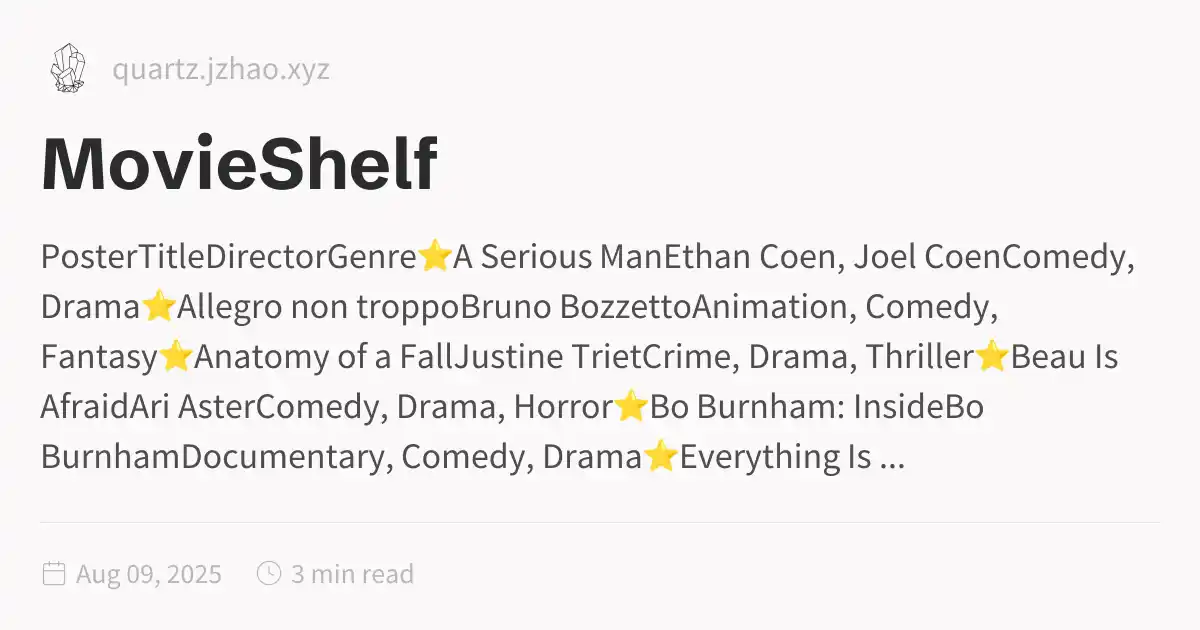 quartz.jzhao.xyz
MovieShelf
PosterTitleDirectorGenre⭐A Serious ManEthan Coen, Joel CoenComedy,
Drama⭐Allegro non troppoBruno BozzettoAnimation, Comedy,
Fantasy⭐Anatomy of a FallJustine TrietCrime, Drama, Thriller⭐Beau Is
AfraidAri AsterComedy, Drama, Horror⭐Bo Burnham: InsideBo
BurnhamDocumentary, Comedy, Drama⭐Everything Is ...
Aug 09, 2025 3 min read